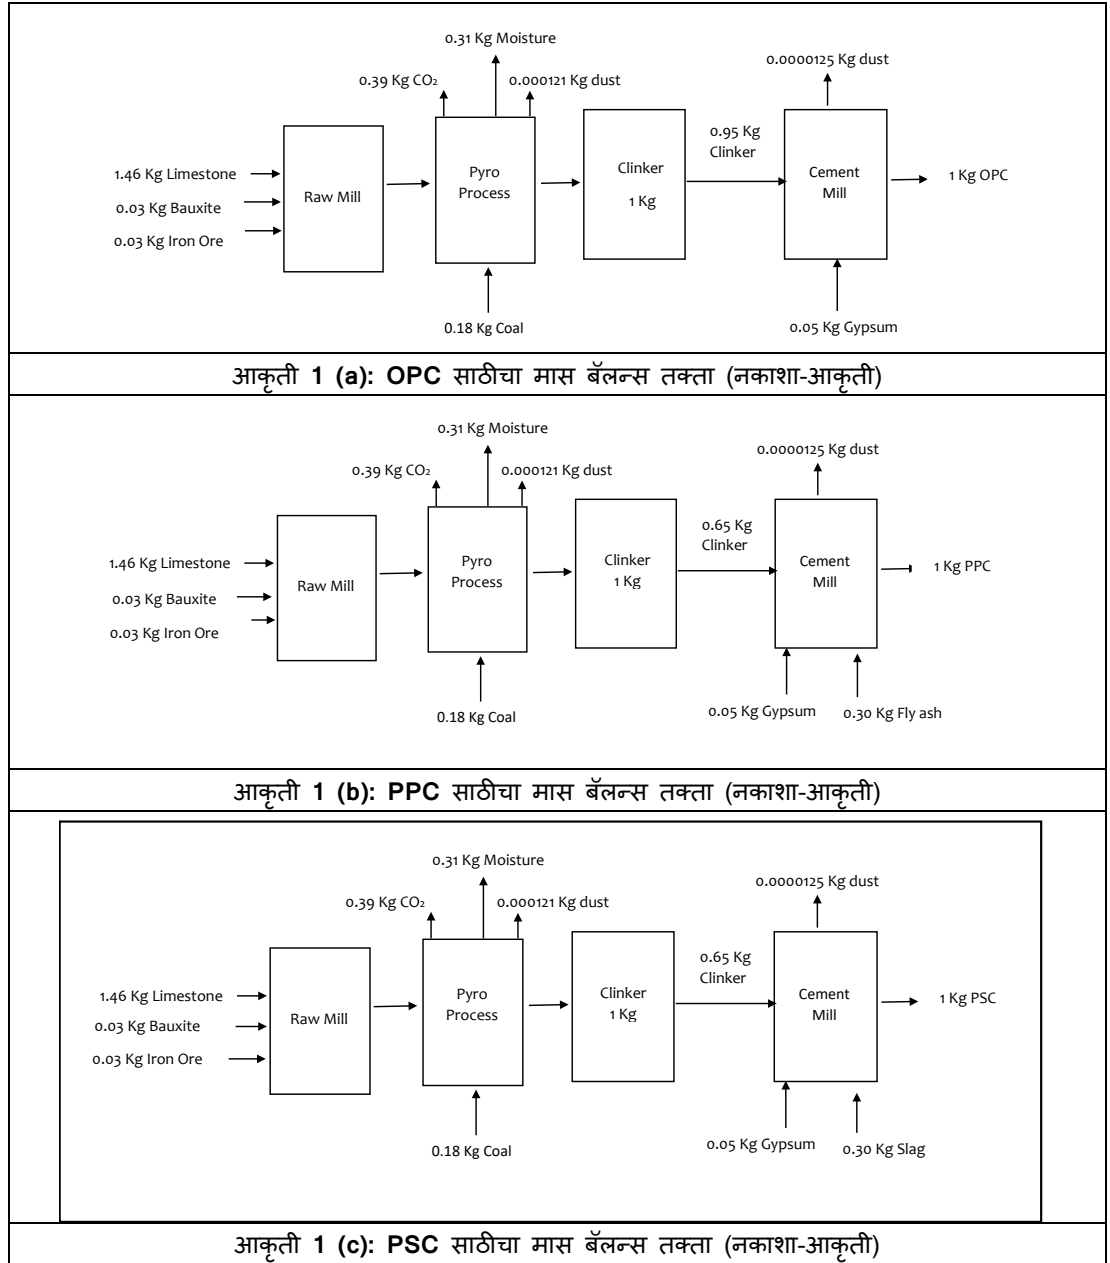 0.31 Kg Moisture
0.39 Kg CO₂
0.000121 Kg dust
0.0000125 Kg dust
1.46 Kg Limestone
0.03 Kg Bauxite
0.03 Kg Iron Ore
Raw Mill
Pyro
Process
Clinker
1 Kg
0.95 Kg
Clinker
Cement
Mill
1 Kg OPC
0.18 Kg Coal
0.05 Kg Gypsum
आकृती 1 (a): OPC साठीचा मास बॅलन्स तक्ता (नकाशा-आकृती)
0.31 Kg Moisture
0.39 Kg CO₂
0.000121 Kg dust
0.0000125 Kg dust
1.46 Kg Limestone
0.03 Kg Bauxite
0.03 Kg Iron Ore
Raw Mill
Pyro
Process
Clinker
1 Kg
0.65 Kg
Clinker
Cement
Mill
1 Kg PPC
0.18 Kg Coal
0.05 Kg Gypsum
0.30 Kg Fly ash
आकृती 1 (b): PPC साठीचा मास बॅलन्स तक्ता (नकाशा-आकृती)
0.31 Kg Moisture
0.39 Kg CO₂
0.000121 Kg dust
0.0000125 Kg dust
1.46 Kg Limestone
0.03 Kg Bauxite
0.03 Kg Iron Ore
Raw Mill
Pyro
Process
Clinker
1 Kg
0.65 Kg
Clinker
Cement
Mill
1 Kg PSC
0.18 Kg Coal
0.05 Kg Gypsum
0.30 Kg Slag
आकृती 1 (c): PSC साठीचा मास बॅलन्स तक्ता (नकाशा-आकृती)